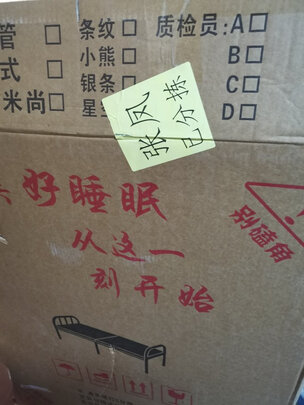 管□ 条纹□ 质检员:A□
式□ 小熊□ B□
米尚□ 银条□ C□
星 D□
张凤
已分拣
好睡眠
从这一
刻开始
别磕角